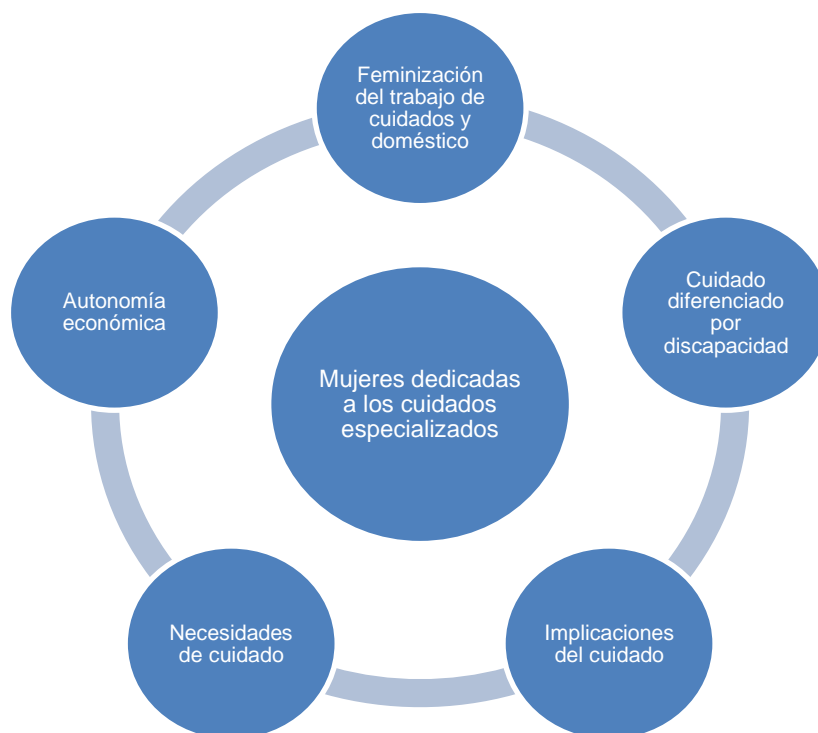 Feminización
del trabajo de
cuidados y
doméstico
Cuidado
diferenciado
por
discapacidad
Autonomía
económica
Mujeres dedicadas
a los cuidados
especializados
Necesidades
de cuidado
Implicaciones
del cuidado